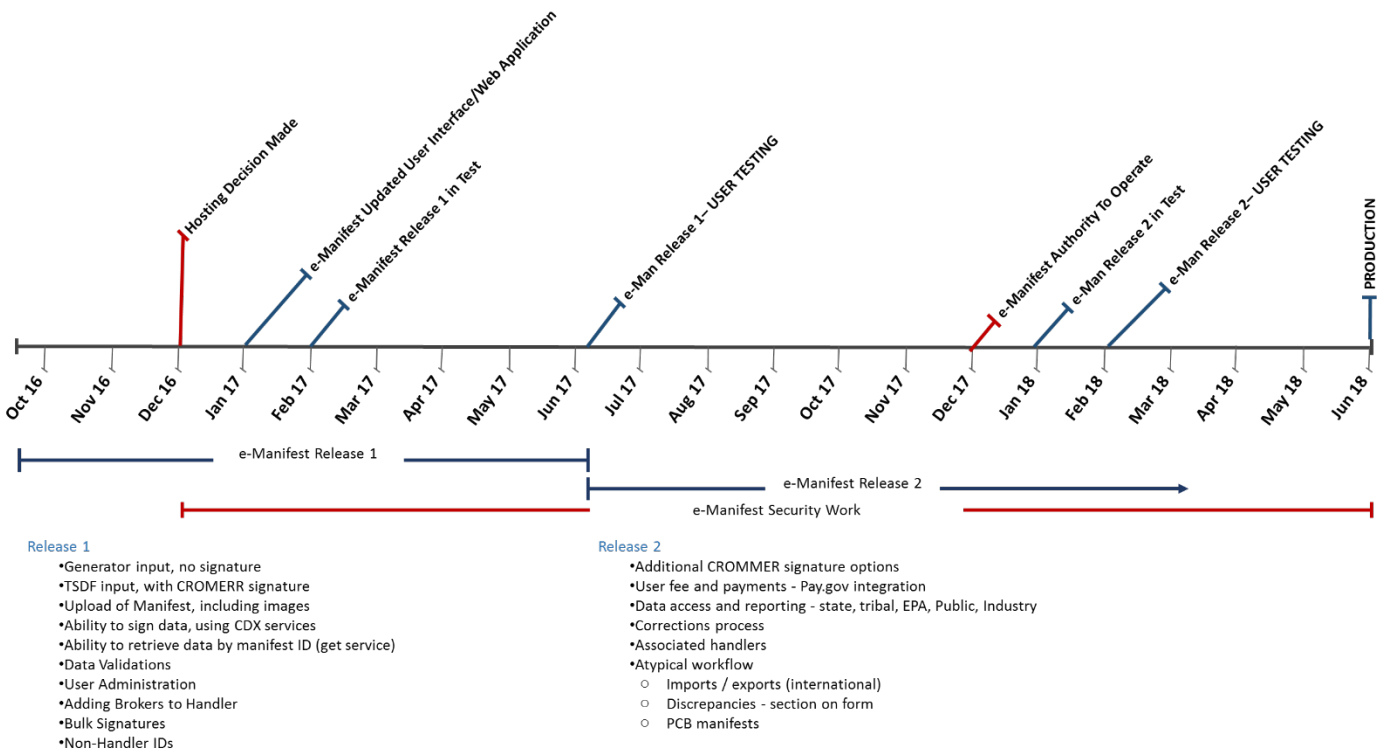 Hosting Decision Made
e-Manifest Updated User Interface/Web Application
e-Manifest Release 1 in Test
e-Man Release 1– USER TESTING
e-Manifest Authority To Operate
e-Man Release 2 in Test
e-Man Release 2– USER TESTING
PRODUCTION
Oct 16
Nov 16
Dec 16
Jan 17
Feb 17
Mar 17
Apr 17
May 17
Jun 17
Jul 17
Aug 17
Sep 17
Oct 17
Nov 17
Dec 17
Jan 18
Feb 18
Mar 18
Apr 18
May 18
Jun 18
e-Manifest Release 1
e-Manifest Release 2
e-Manifest Security Work
Release 1
•Generator input, no signature
•TSDF input, with CROMERR signature
•Upload of Manifest, including images
•Ability to sign data, using CDX services
•Ability to retrieve data by manifest ID (get service)
•Data Validations
•User Administration
•Adding Brokers to Handler
•Bulk Signatures
•Non-Handler IDs
Release 2
•Additional CROMMER signature options
•User fee and payments - Pay.gov integration
•Data access and reporting - state, tribal, EPA, Public, Industry
•Corrections process
•Associated handlers
•Atypical workflow
○ Imports / exports (international)
○ Discrepancies - section on form
○ PCB manifests